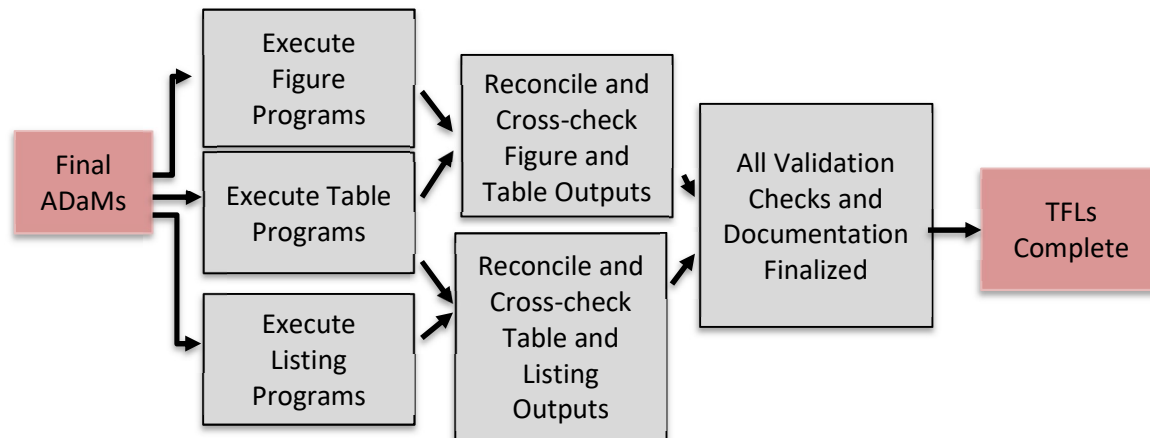 Final
ADaMs
Execute
Figure
Programs
Execute Table
Programs
Execute
Listing
Programs
Reconcile and
Cross-check
Figure and
Table Outputs
Reconcile and
Cross-check
Table and
Listing
Outputs
All Validation
Checks and
Documentation
Finalized
TFLs
Complete